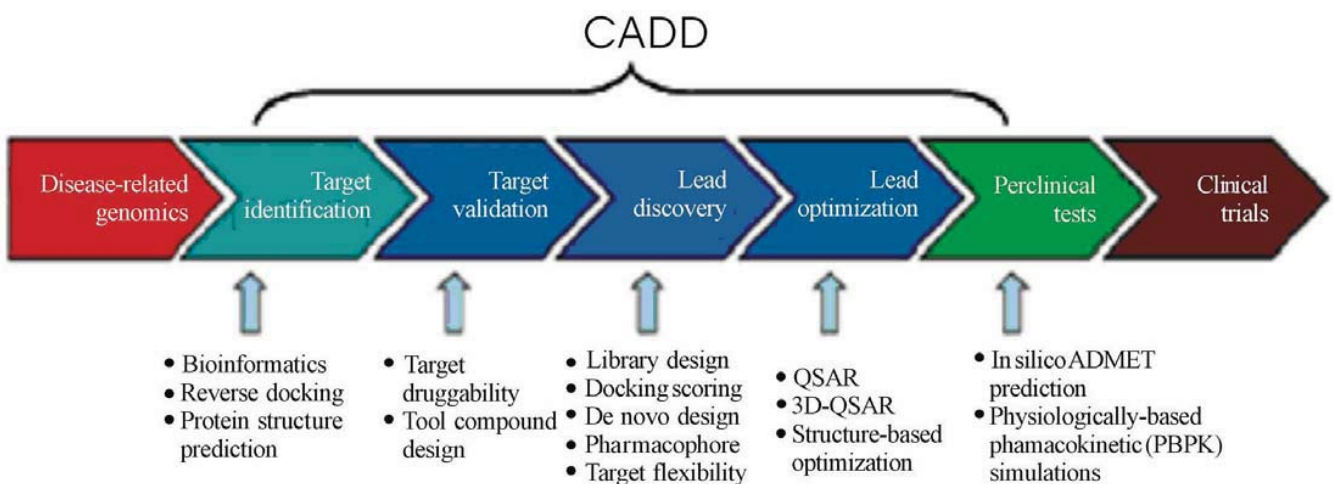 CADD
Disease-related
genomics
Target
identification
Target
validation
Lead
discovery
Lead
optimization
Perclinical
tests
Clinical
trials
• Bioinformatics
• Reverse docking
• Protein structure
prediction
• Target
druggability
• Tool compound
design
• Library design
• Docking scoring
• De novo design
• Pharmacophore
• Target flexibility
• QSAR
• 3D-QSAR
• Structure-based
optimization
• In silico ADMET
prediction
• Physiologically-based
phamacokinetic (PBPK)
simulations